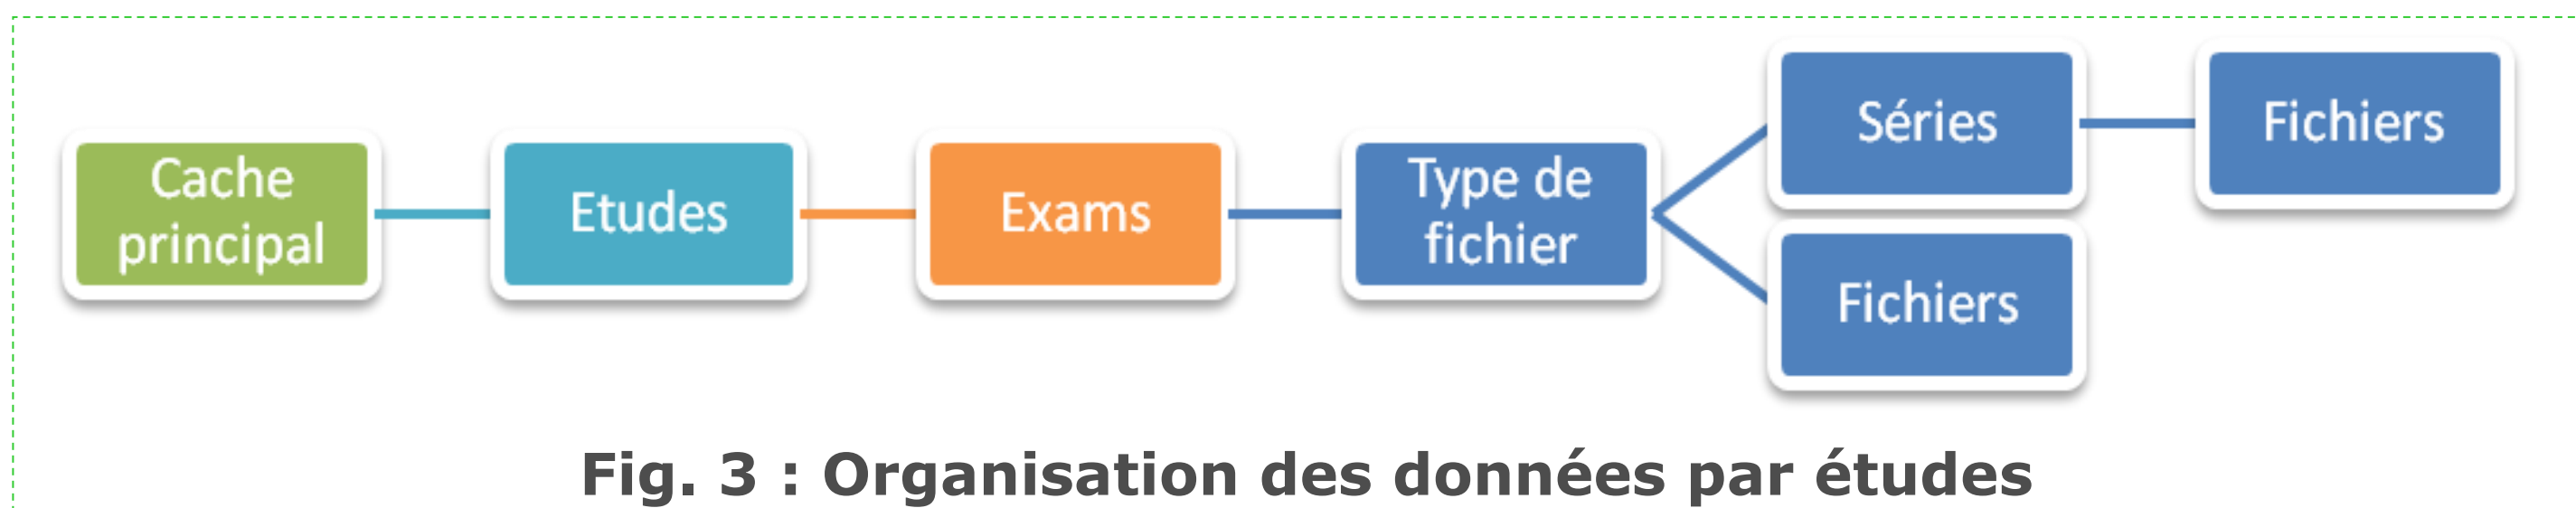 Cache
principal
Etudes
Exams
Type de
fichier
Séries
Fichiers
Fichiers
Fig. 3 : Organisation des données par études